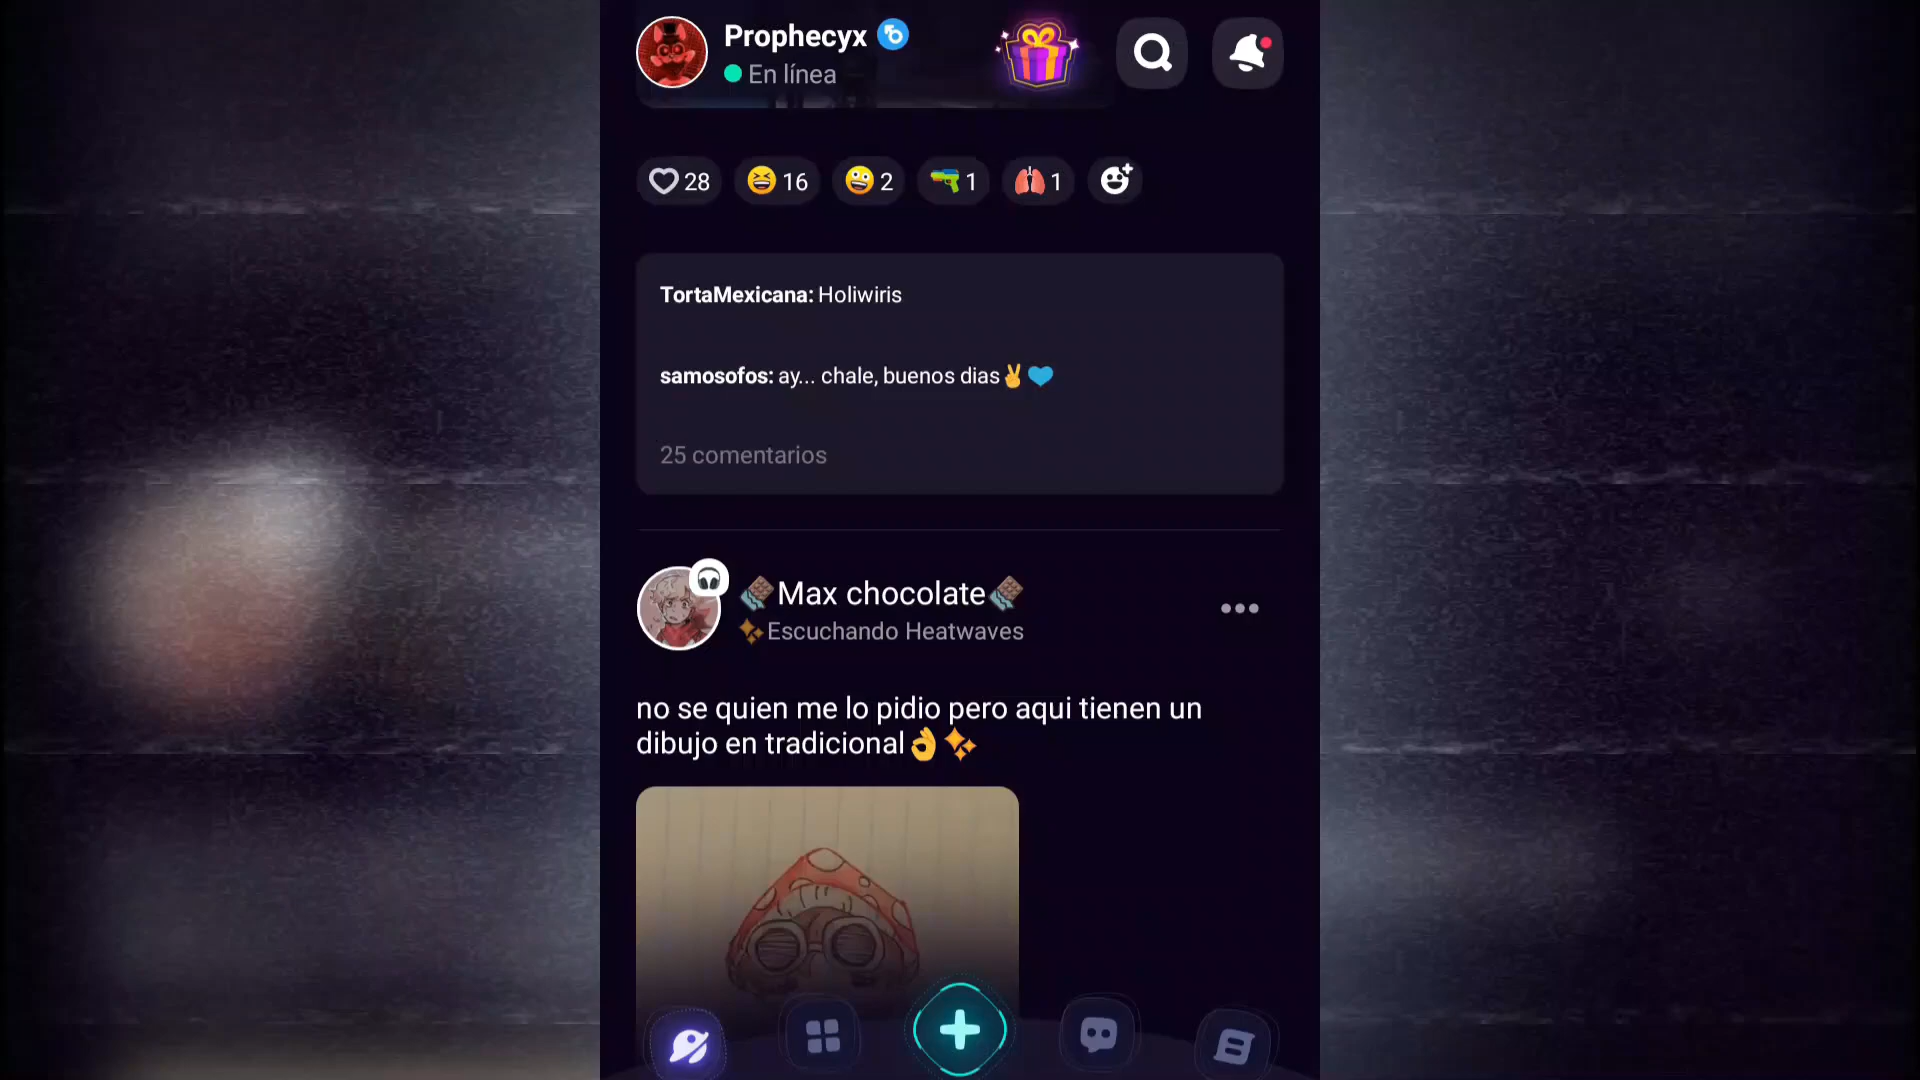 Prophecyx
En línea
28 16 2 1 1
TortaMexicana: Holiwiris
samosofos: ay... chale, buenos dias✌️💙
25 comentarios
🍫Max chocolate🍫
✨Escuchando Heatwaves
no se quien me lo pidio pero aqui tienen un
dibujo en tradicional👌✨